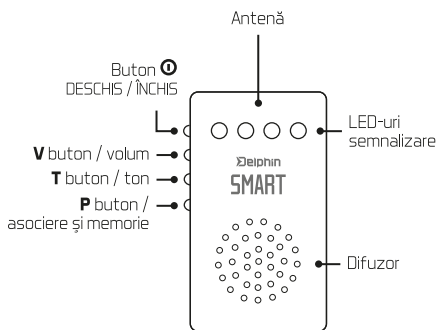 Antenă
Buton
DESCHIS / ÎNCHIS
LED-uri
semnalizare
V buton / volum
T buton / ton
P buton /
asociere și memorie
Delphin
SMART
Difuzor